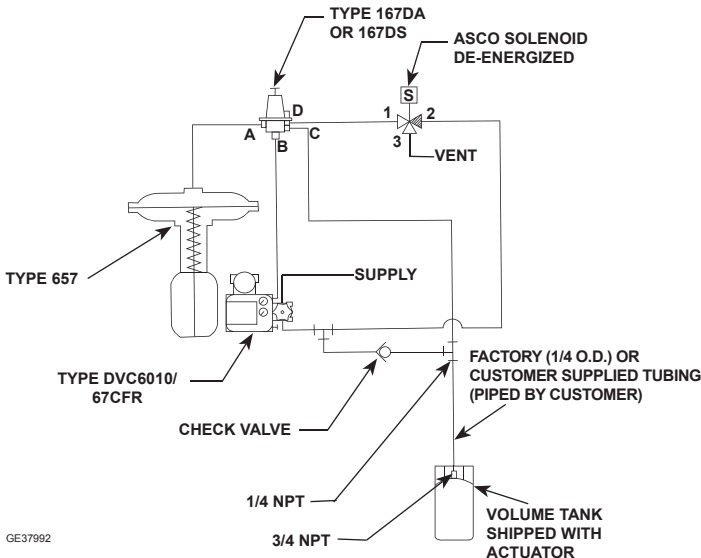 TYPE 167DA
OR 167DS
ASCO SOLENOID
DE-ENERGIZED
S
D
1
2
A
C
B
3
VENT
TYPE 657
SUPPLY
FACTORY (1/4 O.D.) OR
CUSTOMER SUPPLIED TUBING
(PIPED BY CUSTOMER)
TYPE DVC6010/
67CFR
CHECK VALVE
1/4 NPT
VOLUME TANK
SHIPPED WITH
ACTUATOR
3/4 NPT
GE37992